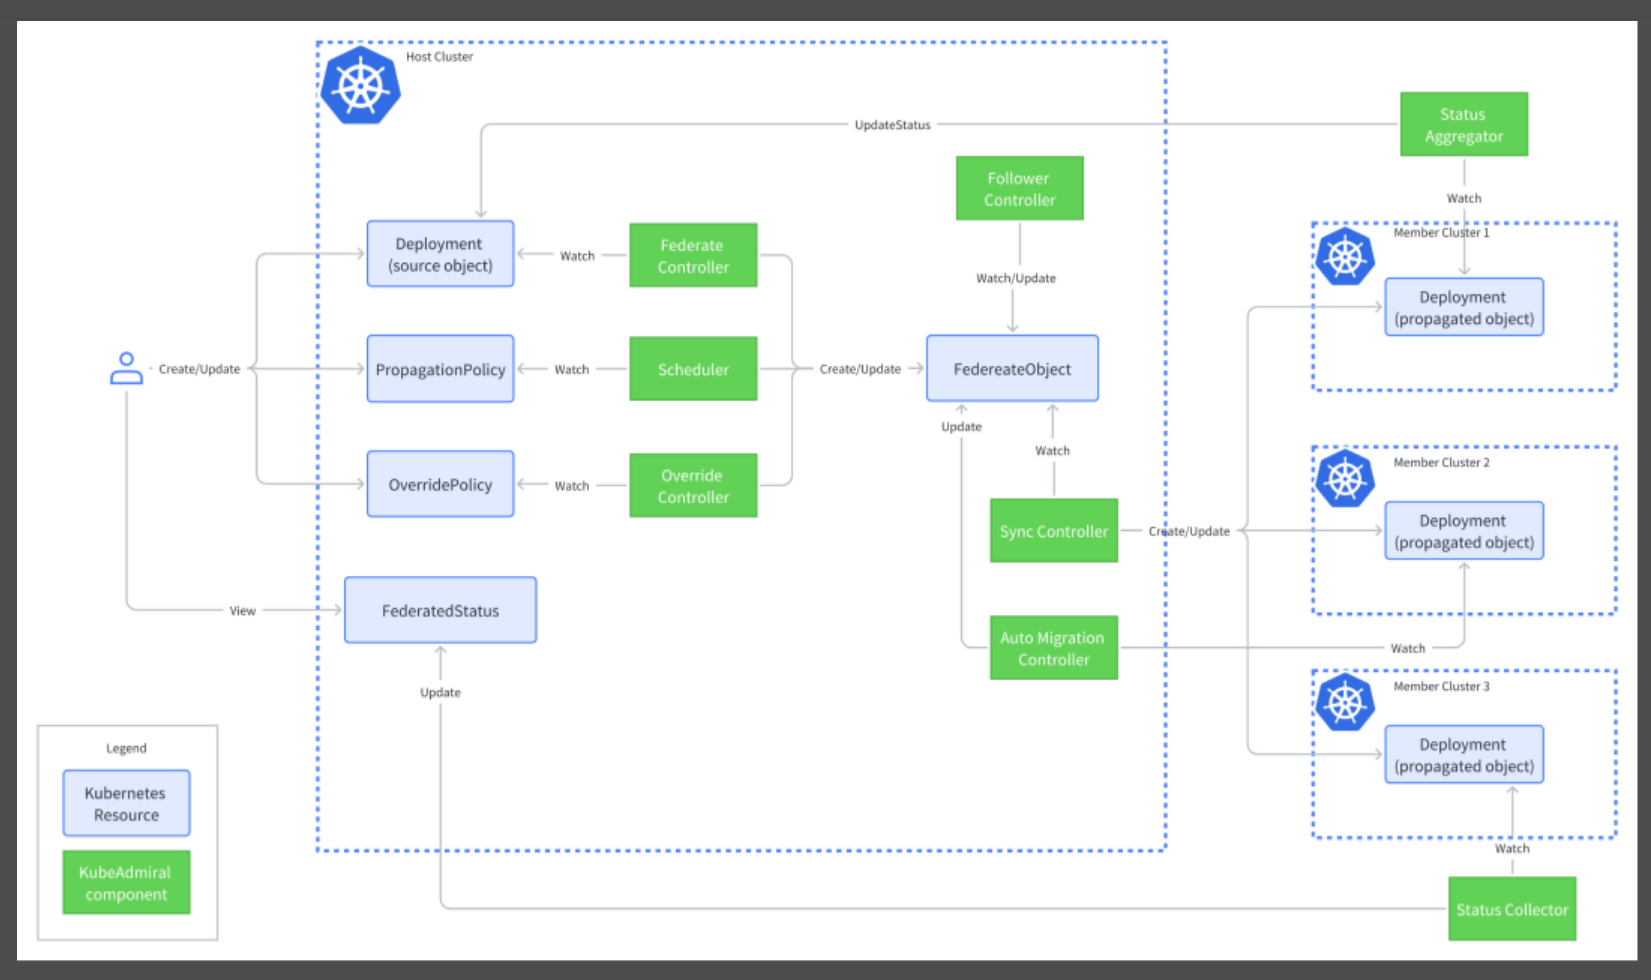 Host Cluster
UpdateStatus
Status
Aggregator
Follower
Controller
Watch
Member Cluster 1
Deployment
(source object)
Watch
Federate
Controller
Watch/Update
Deployment
(propagated object)
Create/Update
PropagationPolicy
Watch
Scheduler
Create/Update
FedereateObject
Update
Watch
OverridePolicy
Watch
Override
Controller
Member Cluster 2
Sync Controller
Create/Update
Deployment
(propagated object)
View
FederatedStatus
Auto Migration
Controller
Watch
Update
Member Cluster 3
Deployment
(propagated object)
Watch
Status Collector
Legend
Kubernetes
Resource
KubeAdmiral
component